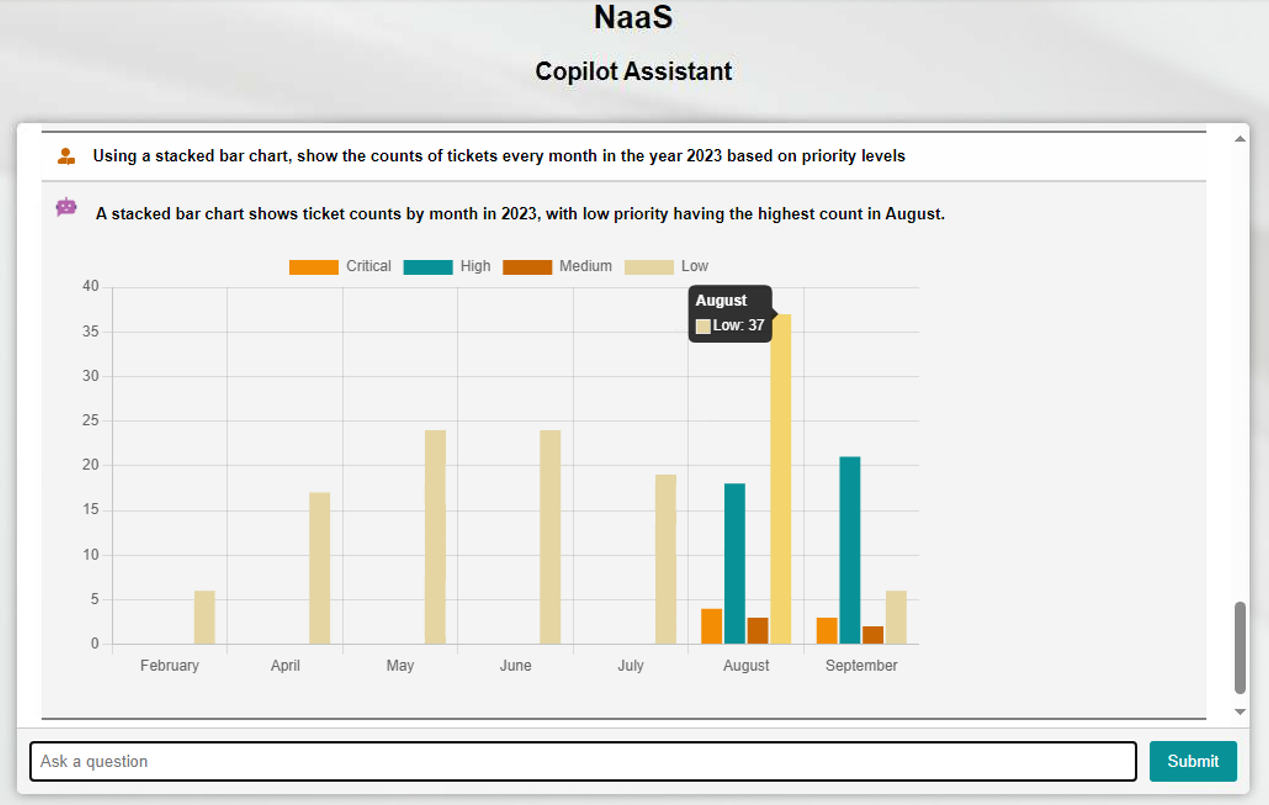 NaaS
Copilot Assistant
Using a stacked bar chart, show the counts of tickets every month in the year 2023 based on priority levels
A stacked bar chart shows ticket counts by month in 2023, with low priority having the highest count in August.
Critical High Medium Low
40
35
30
25
20
15
10
5
0
August
Low: 37
February April May June July August September
Ask a question
Submit